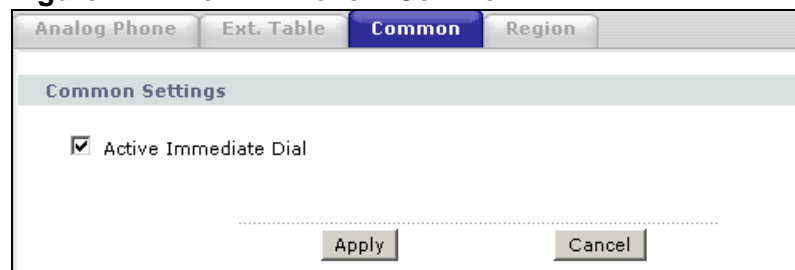 Analog Phone Ext. Table Common Region
Common Settings
Active Immediate Dial
Apply Cancel